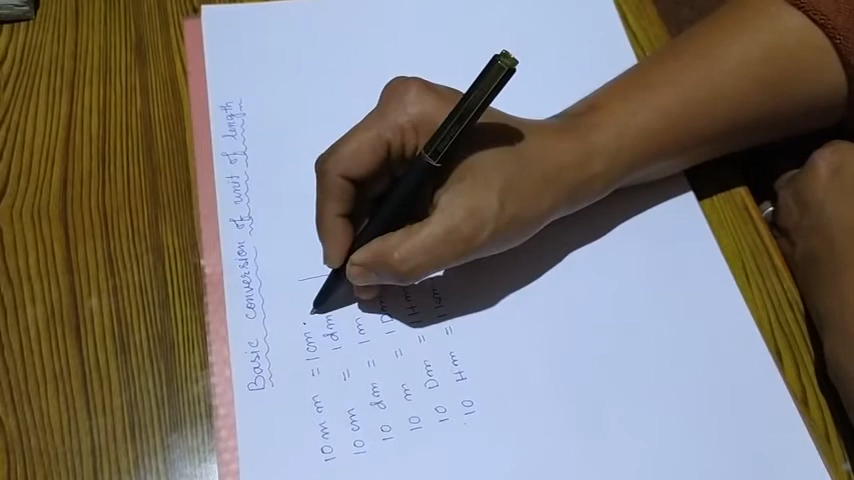 Basic conversion of unit of length
10 mm = 1 cm.
10 cm = 1 dm
10 dm = 1 m
10 m = 1 Dm
10 Dm = 1 Hm
10 Hm = 1 km